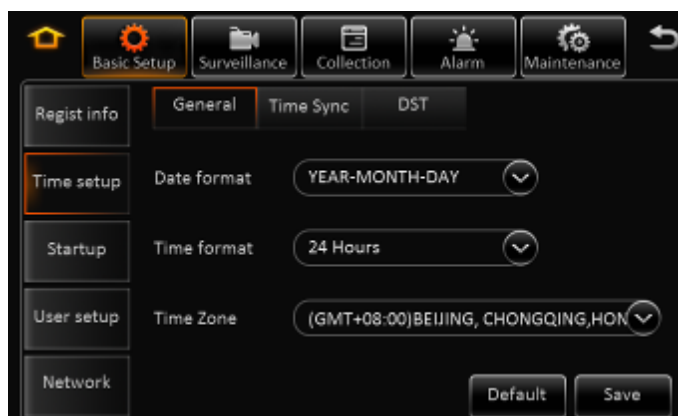 Basic Setup
Surveillance
Collection
Alarm
Maintenance
General
Time Sync
DST
Regist info
Time setup
Startup
User setup
Network
Date format
YEAR-MONTH-DAY
Time format
24 Hours
Time Zone
(GMT+08:00)BEIJING, CHONGQING,HON
Default
Save